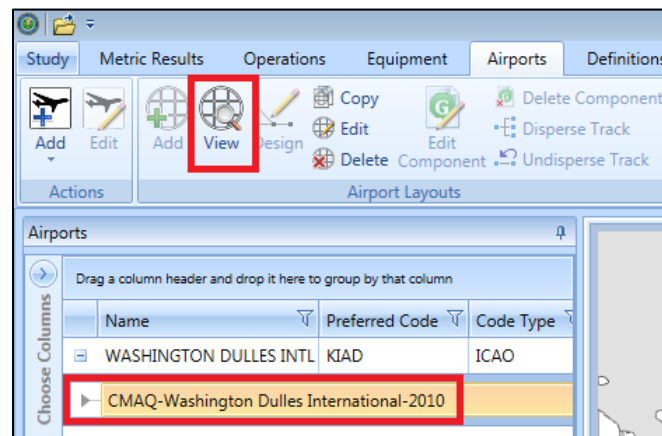 Study Metric Results Operations Equipment Airports Definitions
Add Edit Add View Design Copy Edit Delete Edit Component Delete Component Disperse Track Undisperse Track
Actions Airport Layouts
Airports
Choose Columns
Drag a column header and drop it here to group by that column
Name Preferred Code Code Type
WASHINGTON DULLES INTL KIAD ICAO
CMAQ-Washington Dulles International-2010